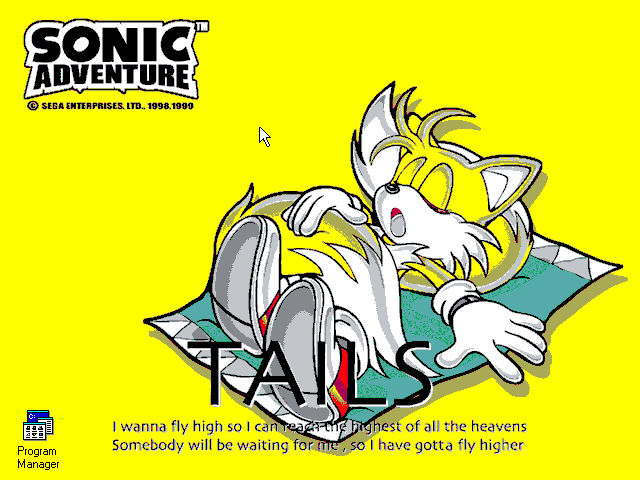 SONIC
ADVENTURE
TM
© SEGA ENTERPRISES, LTD., 1998,1999
TAILS
I wanna fly high so I can reach the highest of all the heavens
Somebody will be waiting for me , so I have gotta fly higher
Program
Manager